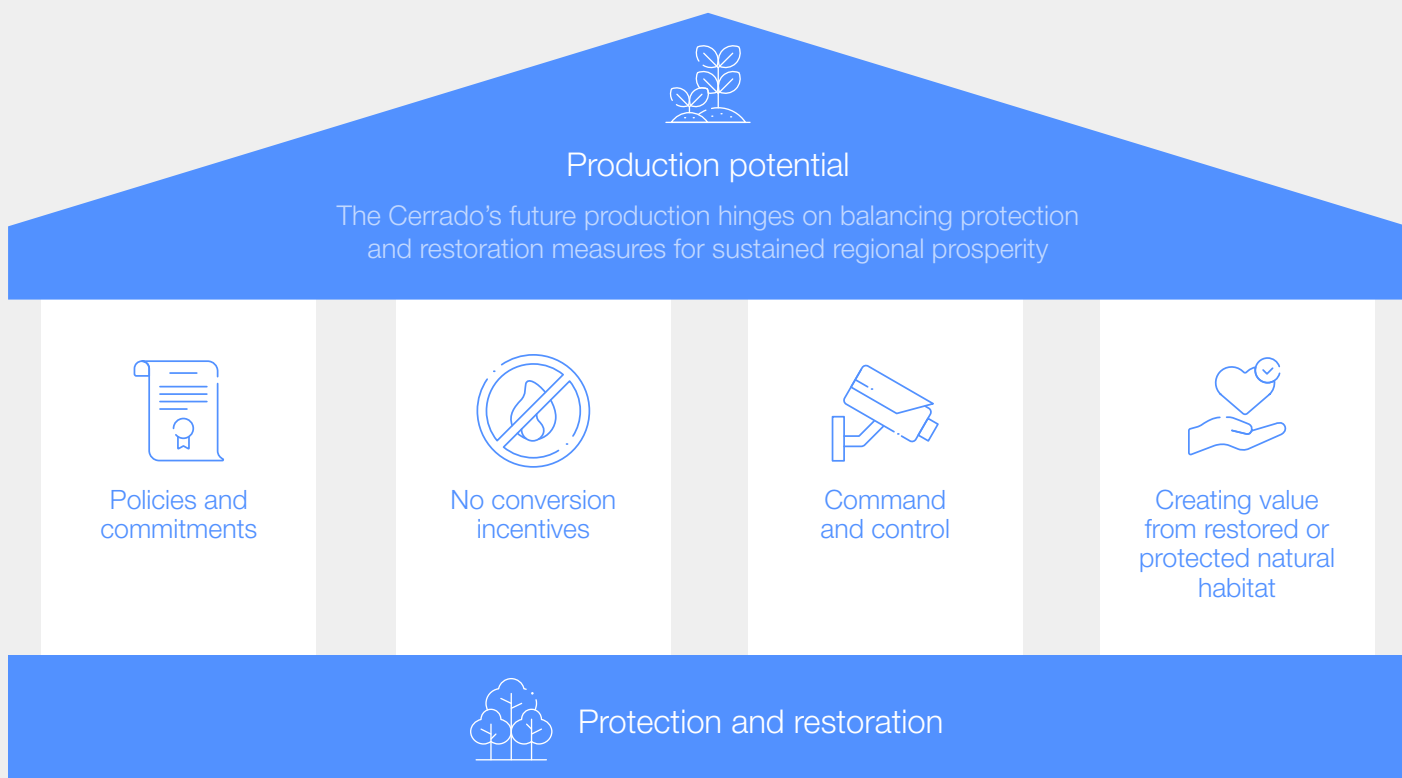 Production potential
The Cerrado’s future production hinges on balancing protection
and restoration measures for sustained regional prosperity
Policies and
commitments
No conversion
incentives
Command
and control
Creating value
from restored or
protected natural
habitat
Protection and restoration